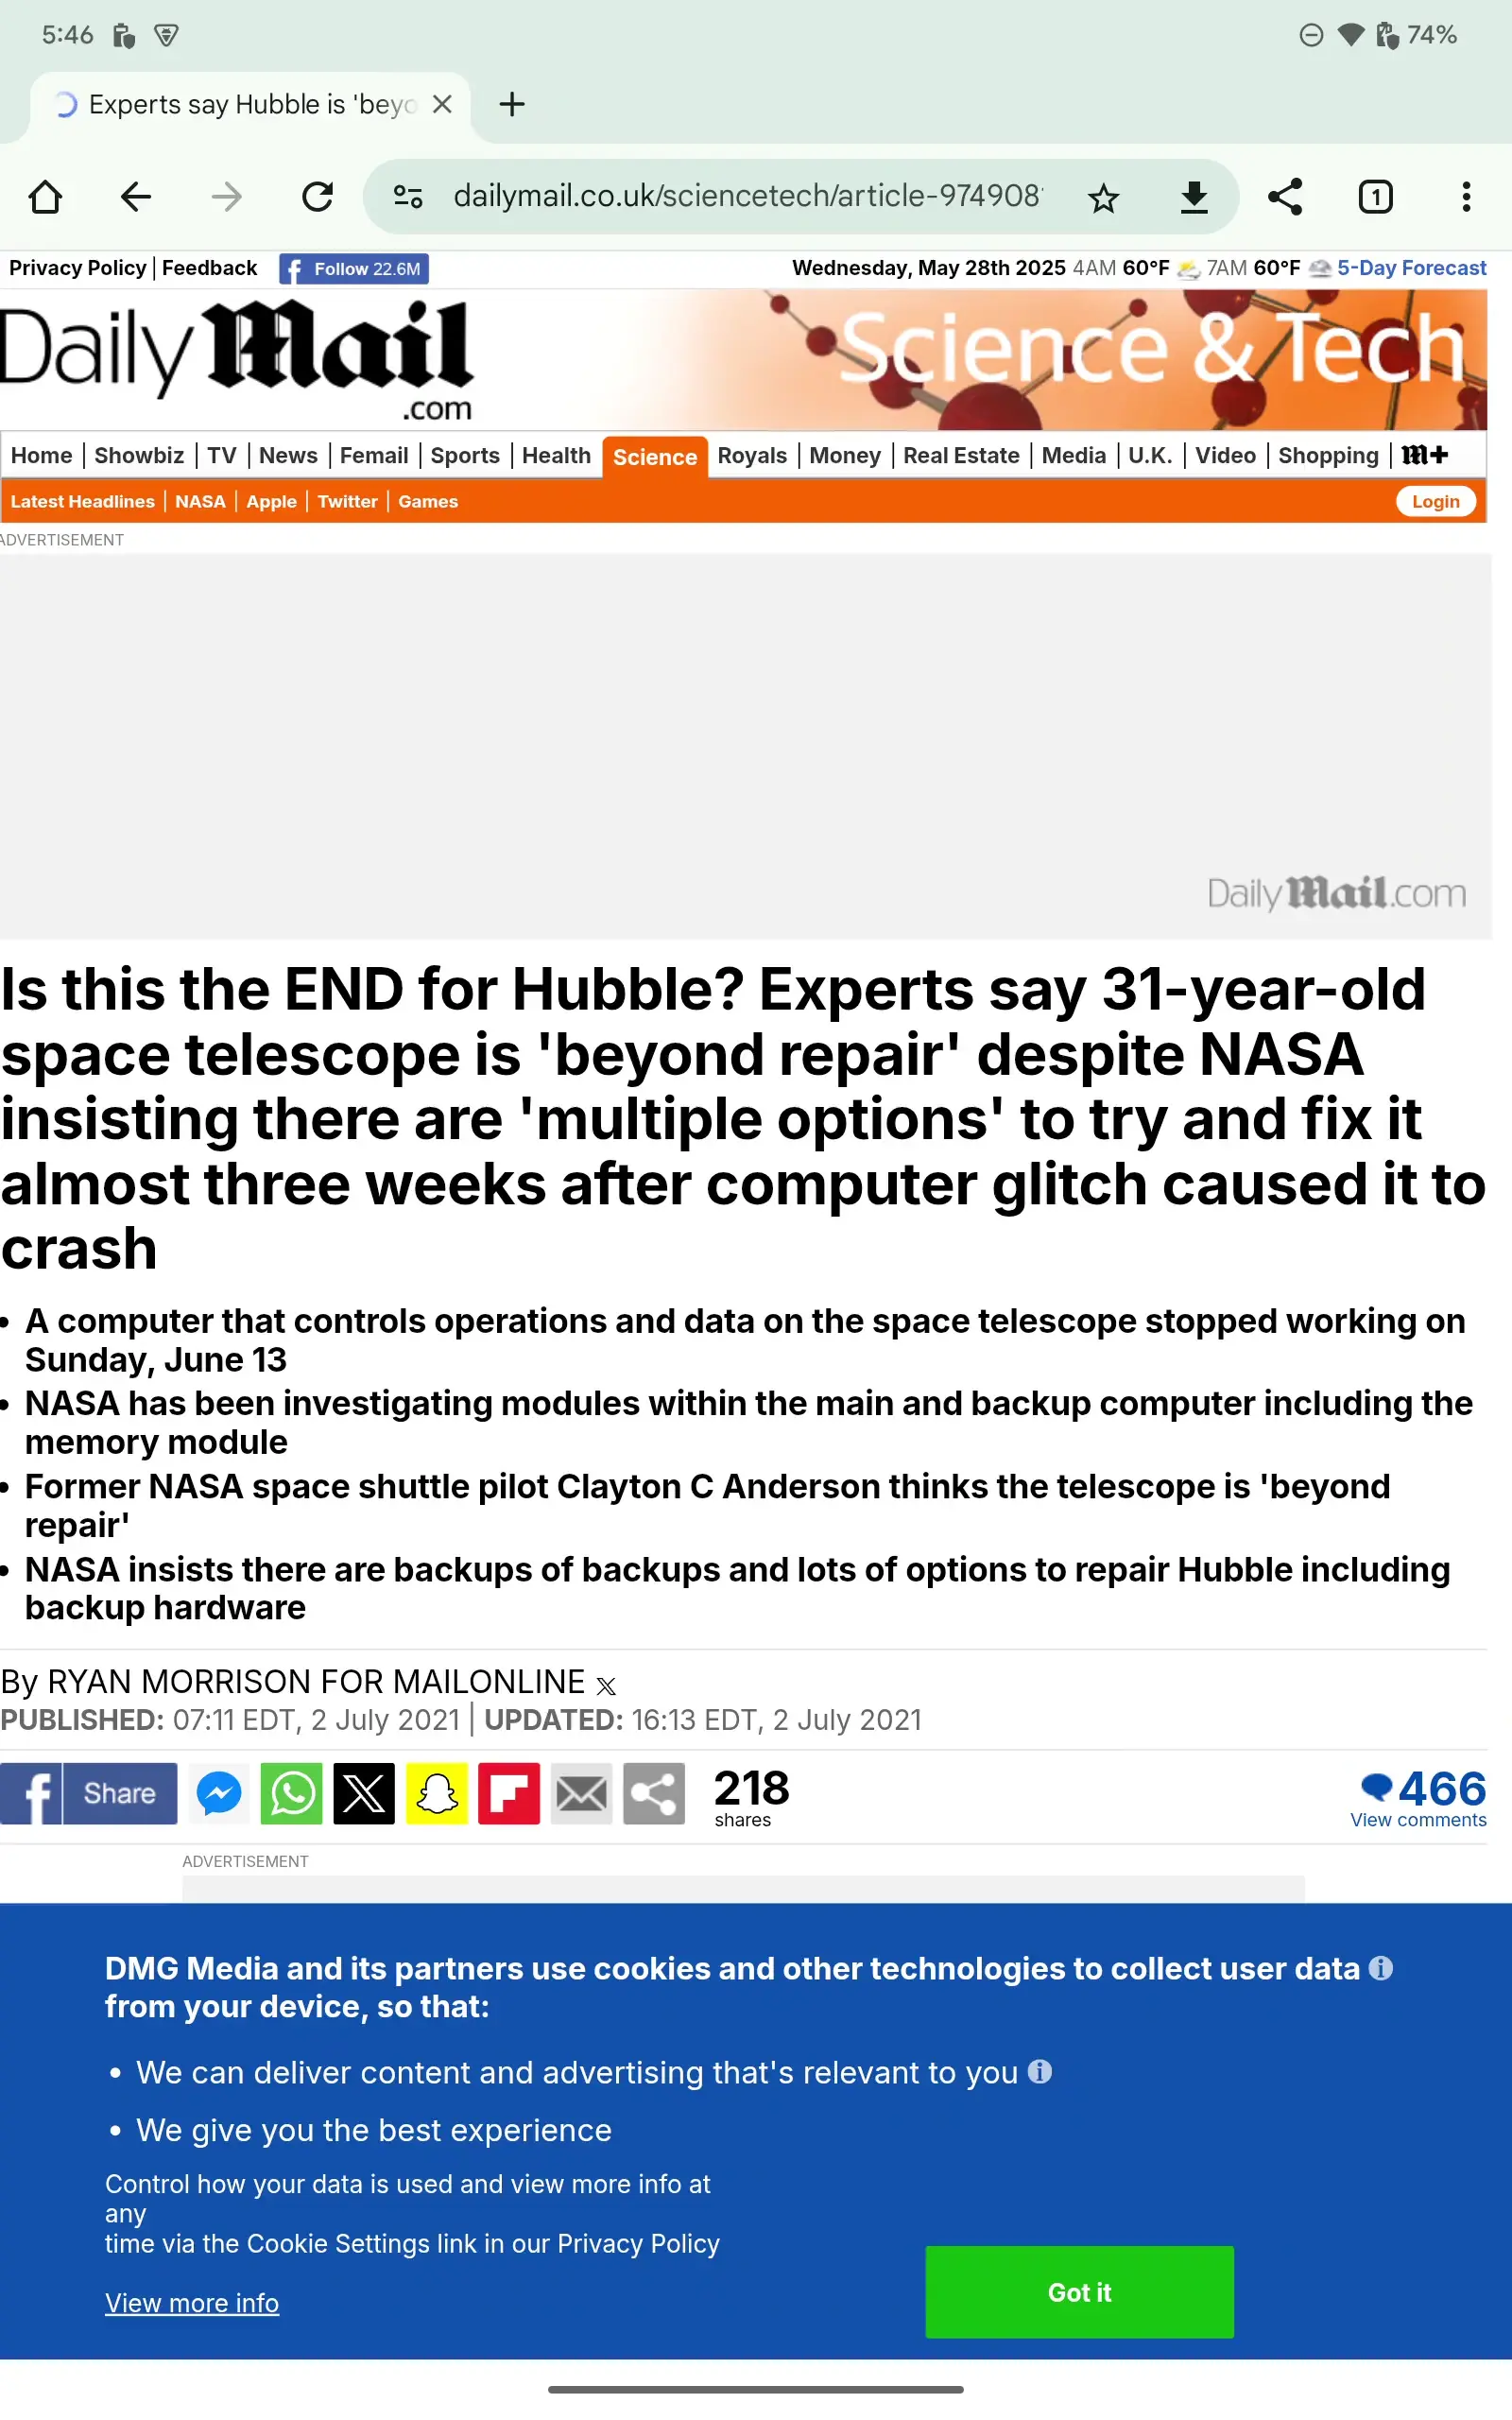 5:46 74%
Experts say Hubble is 'beyo
dailymail.co.uk/sciencetech/article-974908
1
Privacy Policy | Feedback f Follow 22.6M Wednesday, May 28th 2025 4AM 60°F 7AM 60°F 5-Day Forecast
Daily Mail
.com
Science & Tech
Home | Showbiz | TV | News | Femail | Sports | Health Science Royals | Money | Real Estate | Media | U.K. | Video | Shopping | m+
Latest Headlines | NASA | Apple | Twitter | Games Login
ADVERTISEMENT
Daily Mail.com
Is this the END for Hubble? Experts say 31-year-old
space telescope is 'beyond repair' despite NASA
insisting there are 'multiple options' to try and fix it
almost three weeks after computer glitch caused it to
crash
• A computer that controls operations and data on the space telescope stopped working on
Sunday, June 13
• NASA has been investigating modules within the main and backup computer including the
memory module
• Former NASA space shuttle pilot Clayton C Anderson thinks the telescope is 'beyond
repair'
• NASA insists there are backups of backups and lots of options to repair Hubble including
backup hardware
By RYAN MORRISON FOR MAILONLINE
PUBLISHED: 07:11 EDT, 2 July 2021 | UPDATED: 16:13 EDT, 2 July 2021
f Share 218
shares
466
View comments
ADVERTISEMENT
DMG Media and its partners use cookies and other technologies to collect user data
from your device, so that:
• We can deliver content and advertising that's relevant to you
• We give you the best experience
Control how your data is used and view more info at
any
time via the Cookie Settings link in our Privacy Policy
View more info
Got it